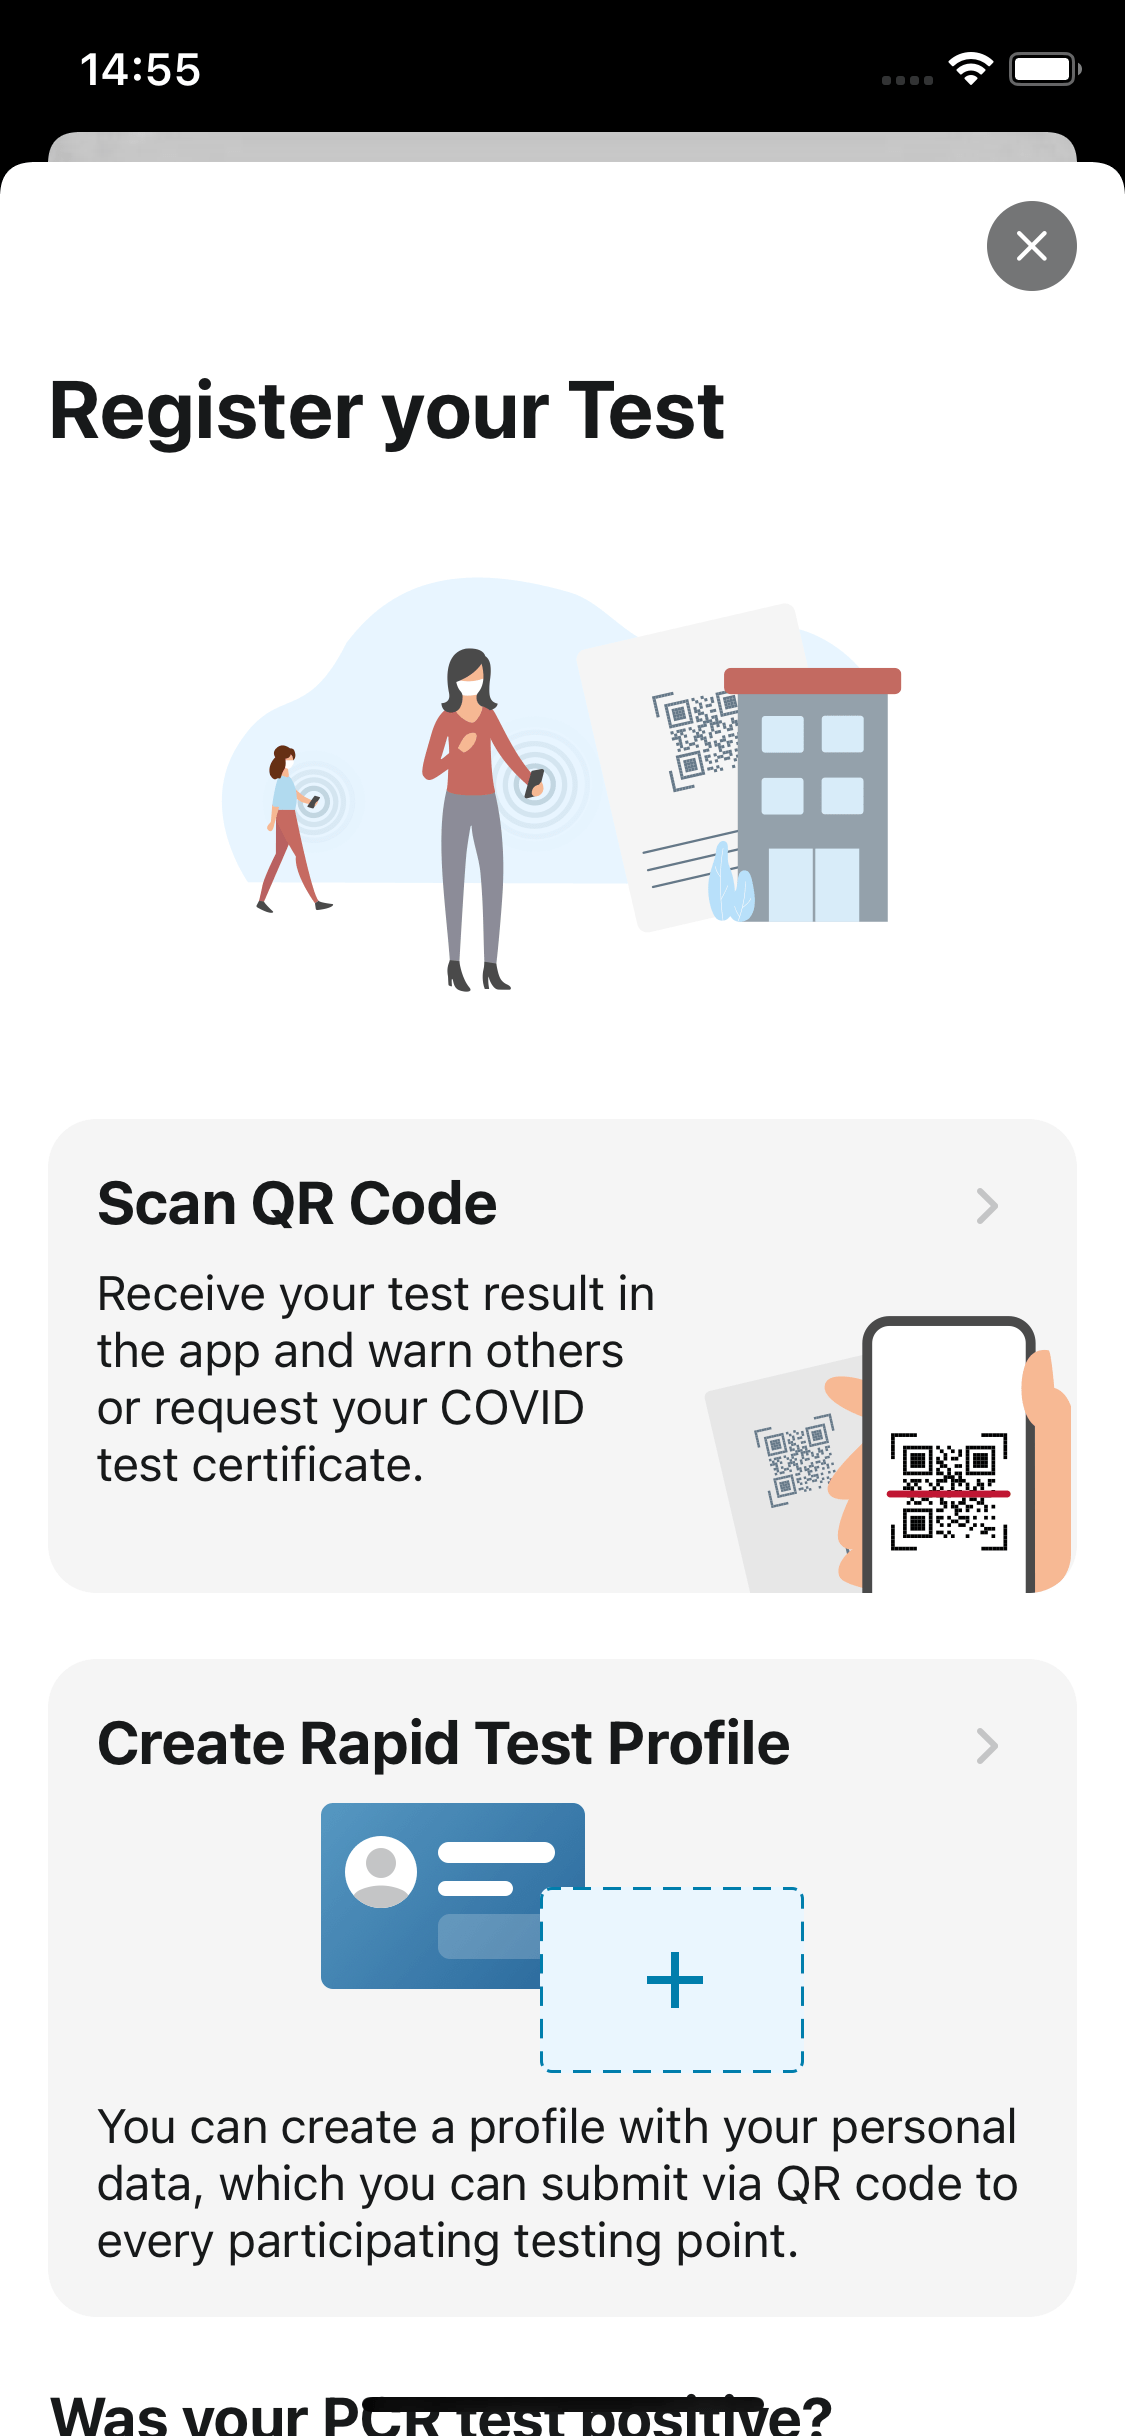 14:55
Register your Test
Scan QR Code
Receive your test result in
the app and warn others
or request your COVID
test certificate.
Create Rapid Test Profile
You can create a profile with your personal
data, which you can submit via QR code to
every participating testing point.
Was your PCR test positive?